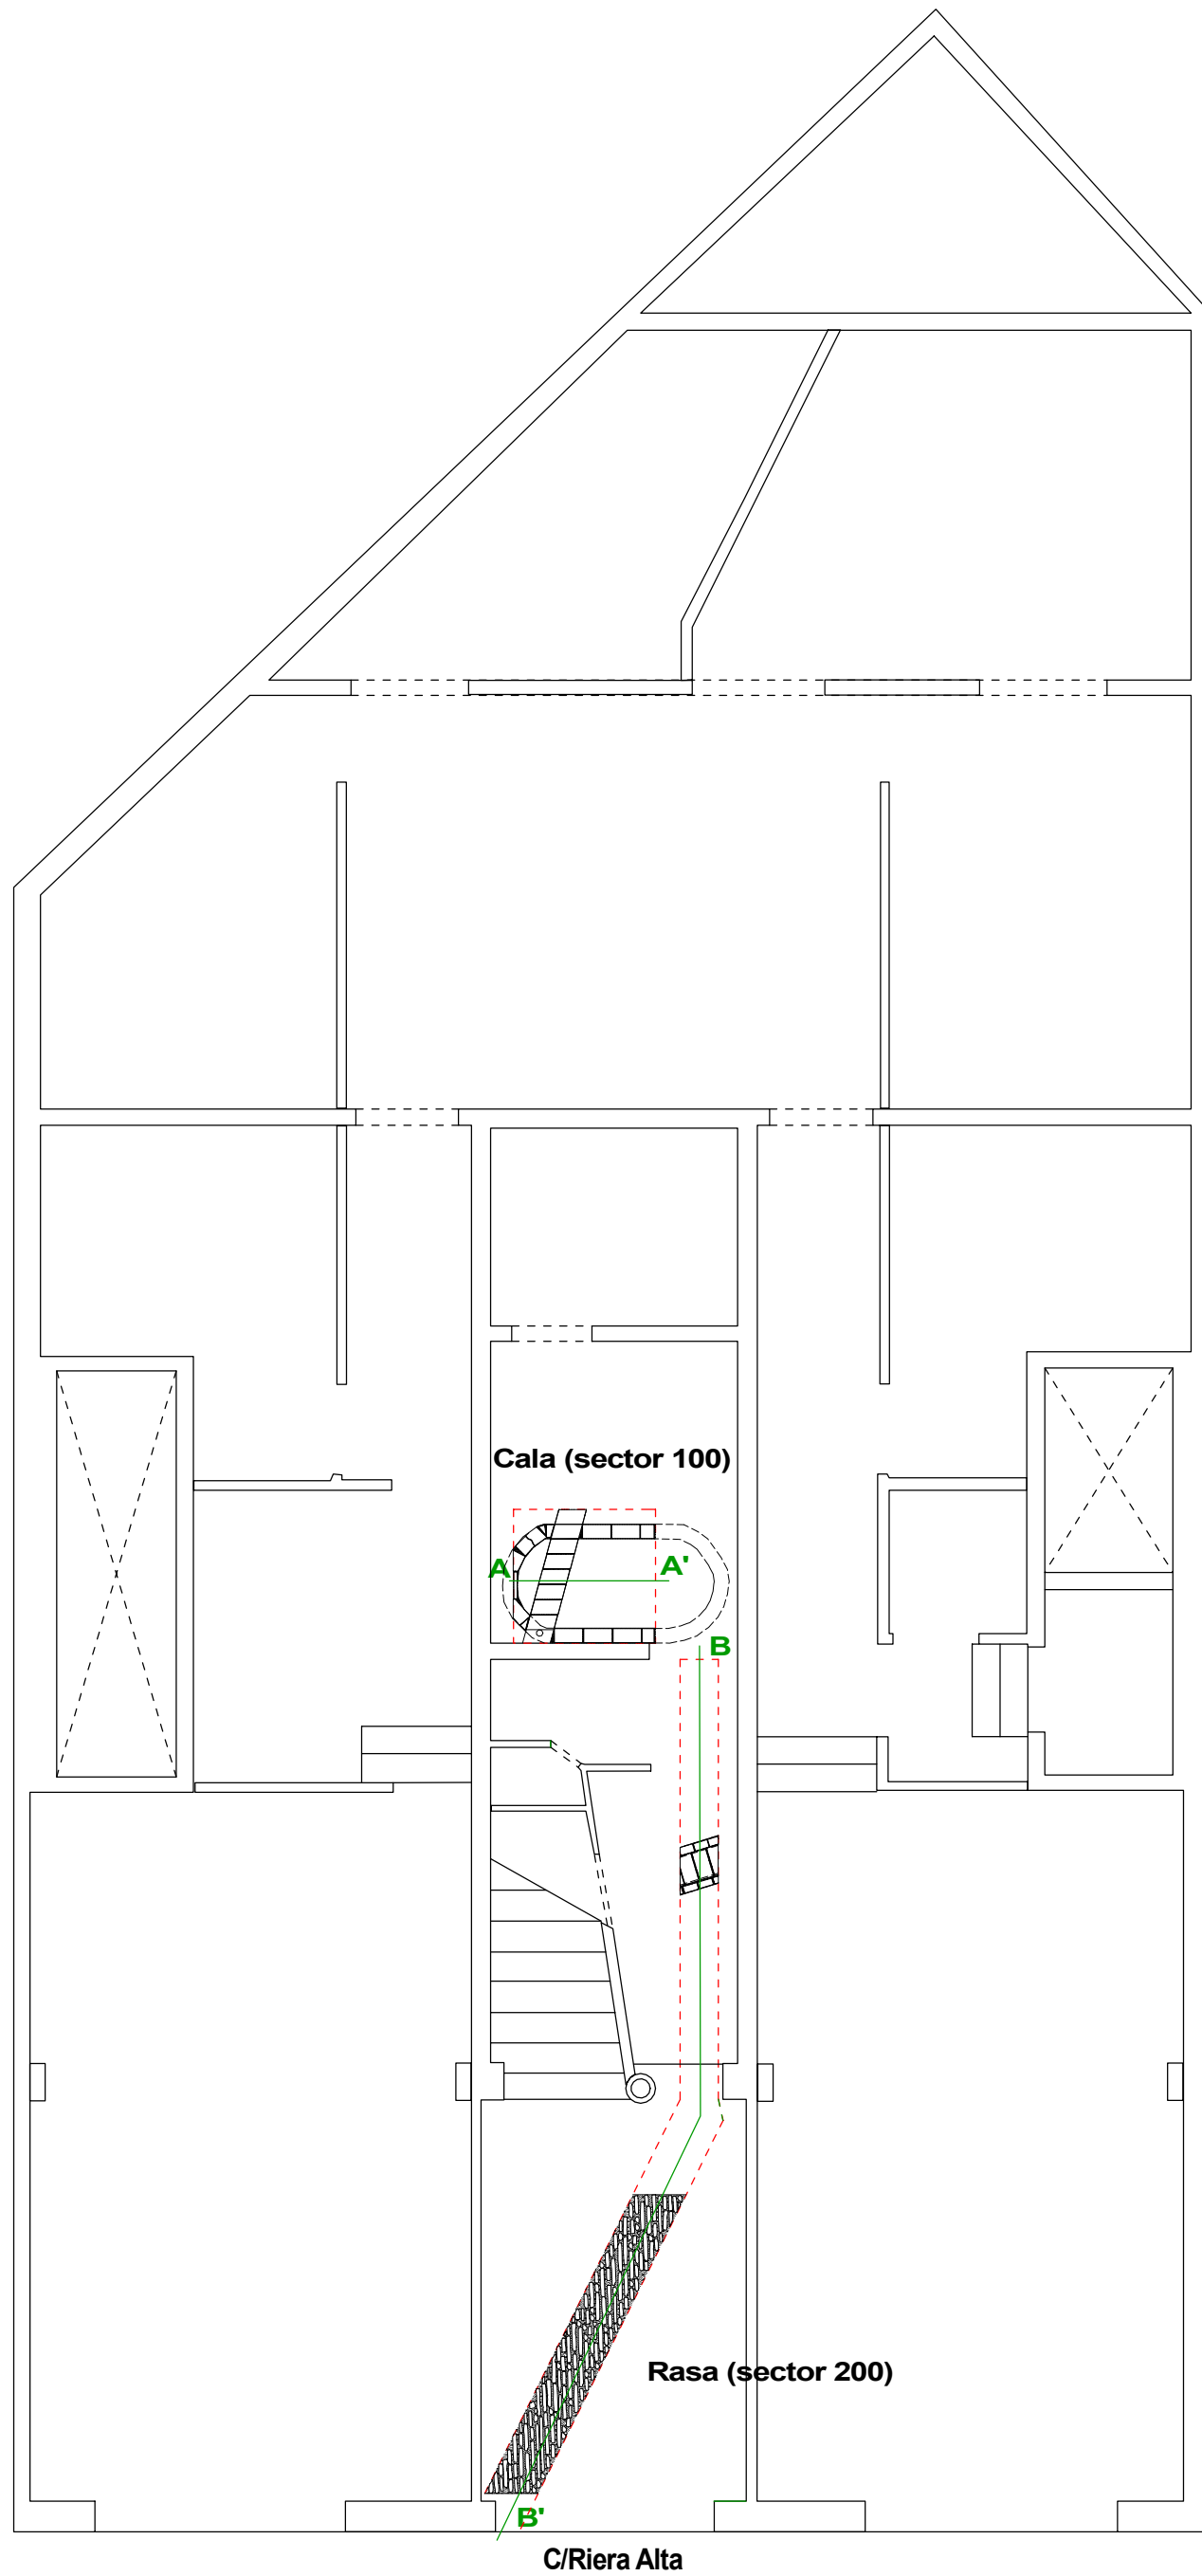 Cala (sector 100)
A A'
B
Rasa (sector 200)
B'
C/Riera Alta